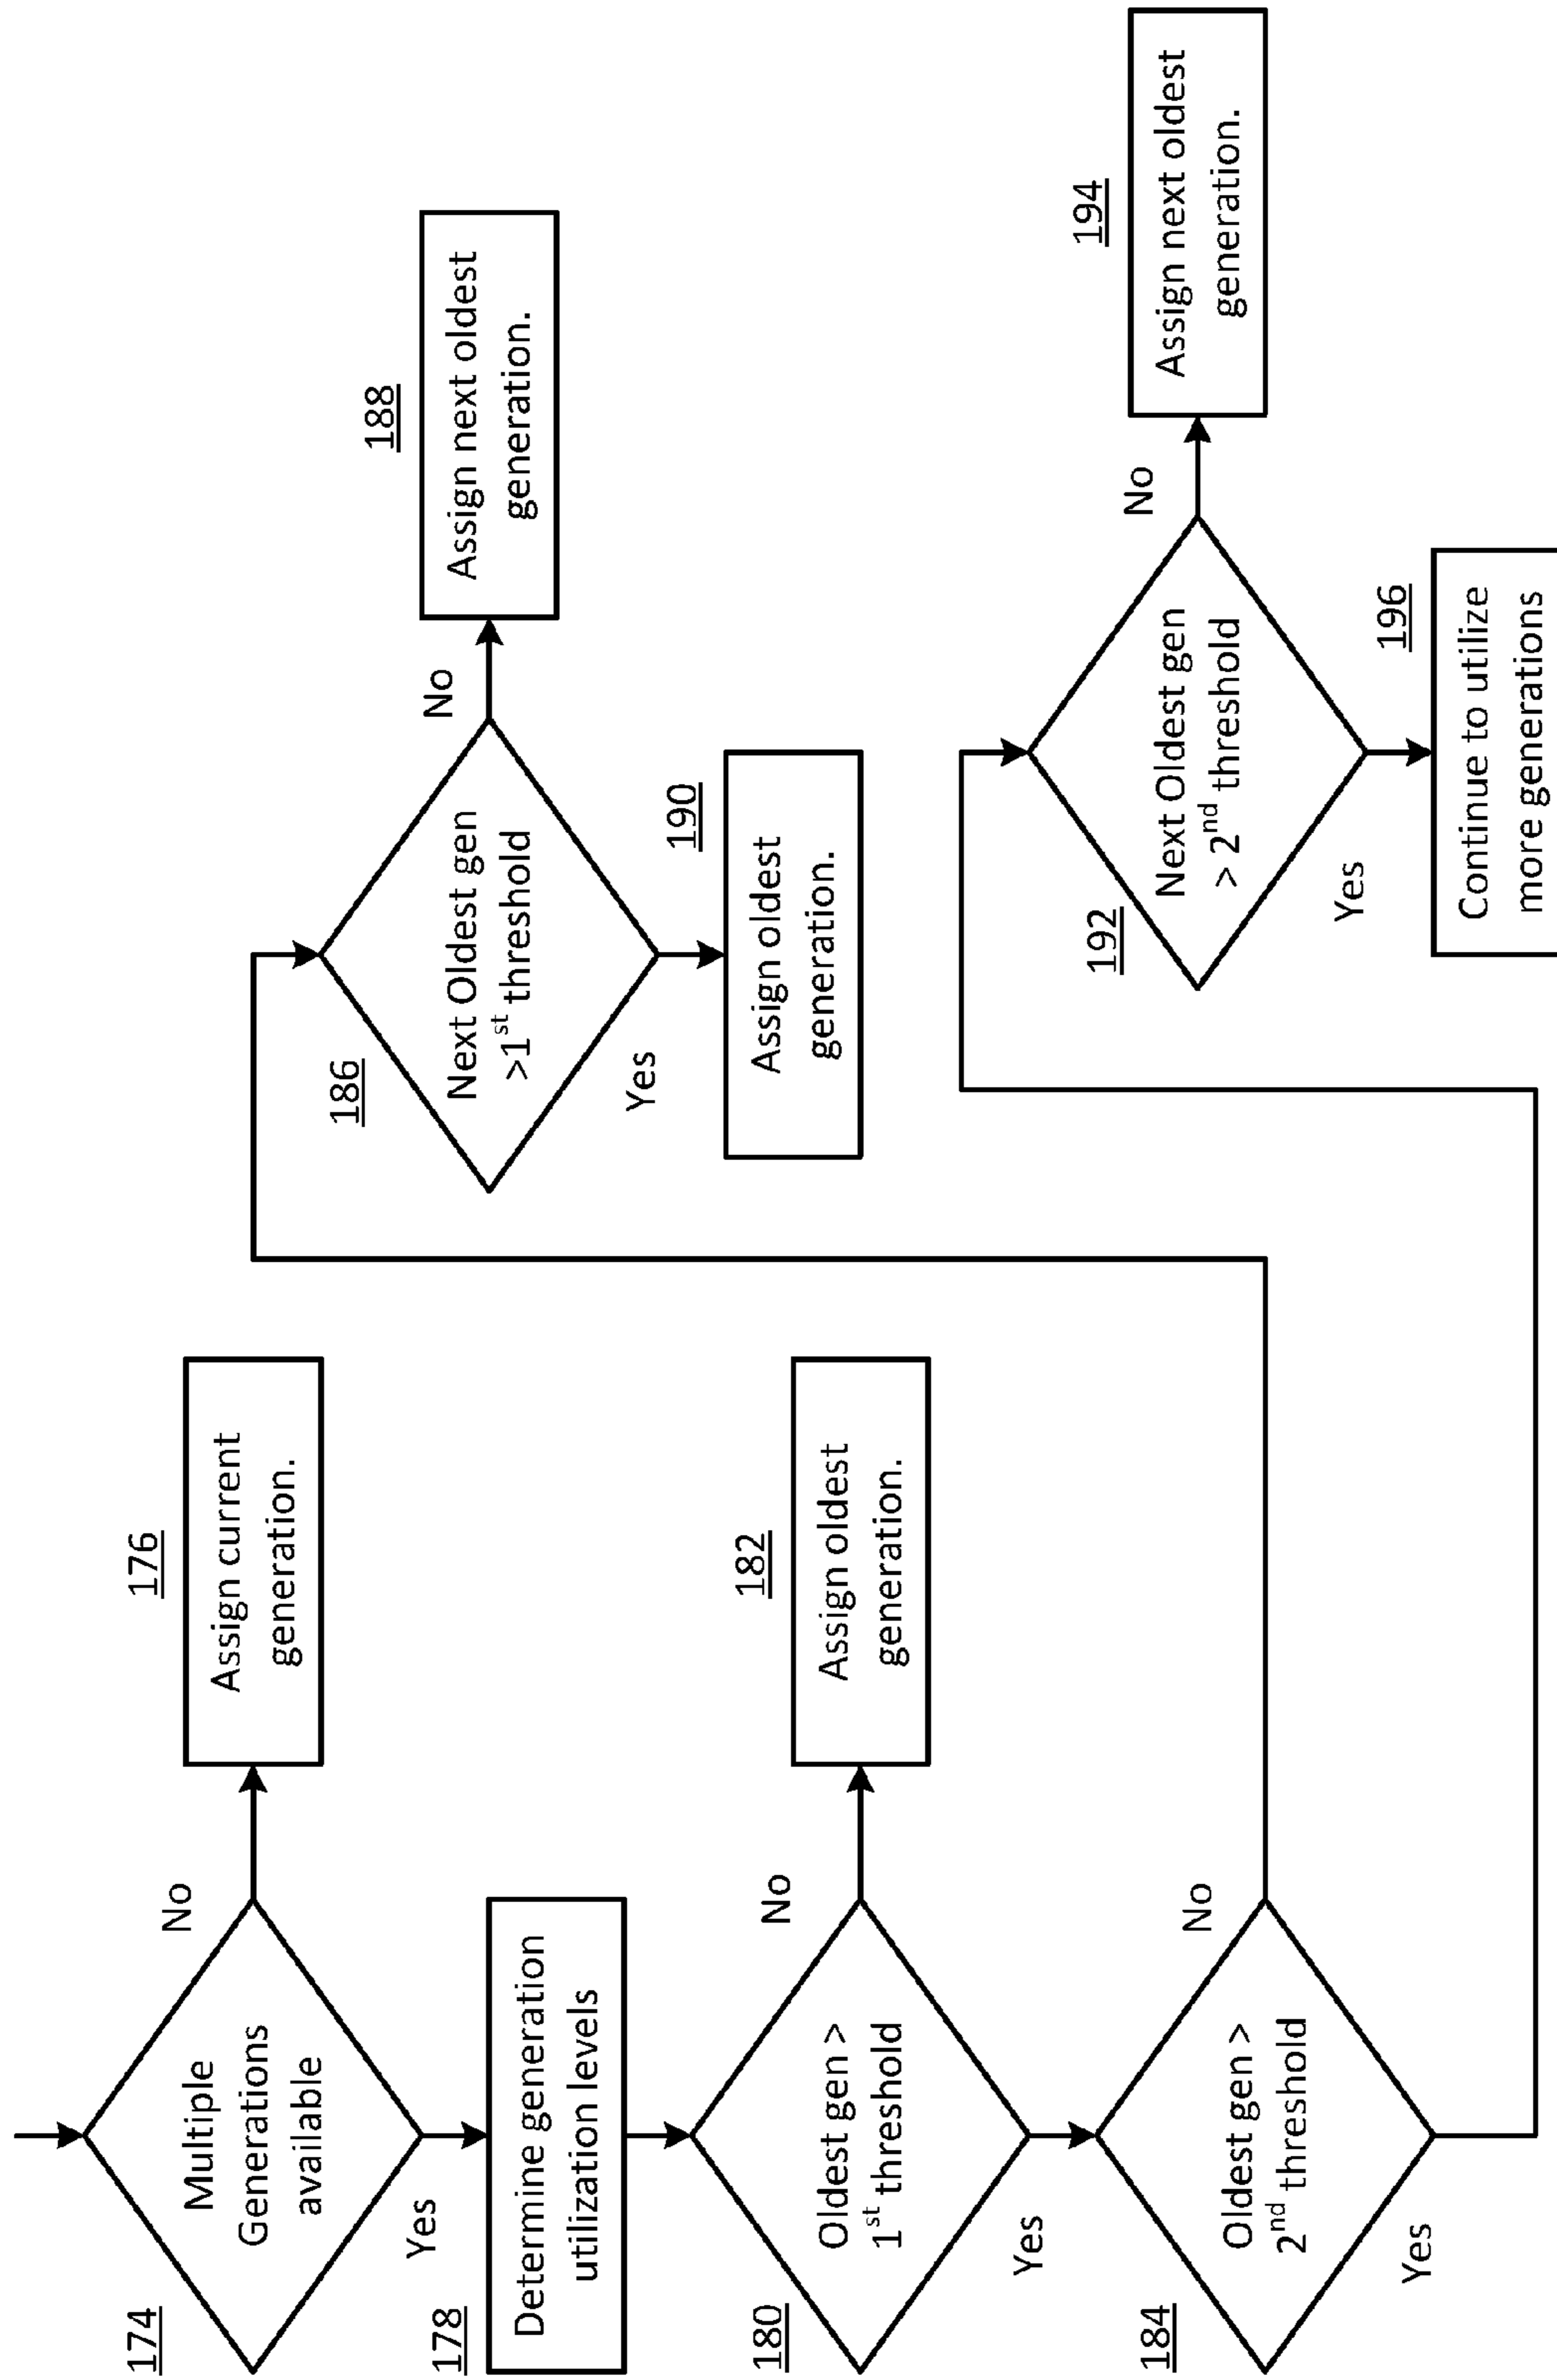 174
Multiple
Generations
available
No
Yes
176
Assign current
generation.
178
Determine generation
utilization levels
180
Oldest gen >
1st threshold
No
Yes
182
Assign oldest
generation.
184
Oldest gen >
2nd threshold
No
Yes
186
Next Oldest gen
>1st threshold
No
Yes
188
Assign next oldest
generation.
190
Assign oldest
generation.
192
Next Oldest gen
> 2nd threshold
No
Yes
194
Assign next oldest
generation.
196
Continue to utilize
more generations